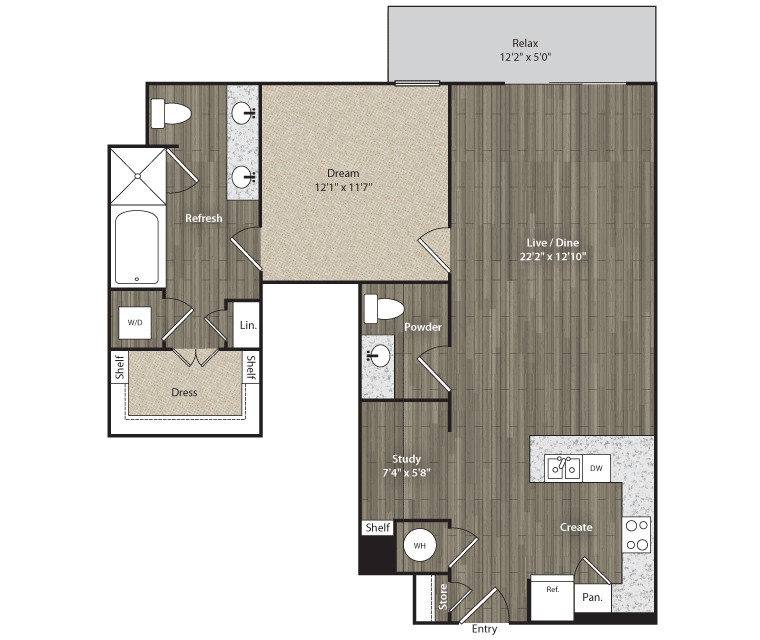 Relax
12'2" x 5'0"
Dream
12'1" x 11'7"
Refresh
Live / Dine
22'2" x 12'10"
W/D
Lin.
Powder
Shelf
Shelf
Dress
Study
7'4" x 5'8"
DW
Shelf
Create
WH
Store
Ref.
Pan.
Entry